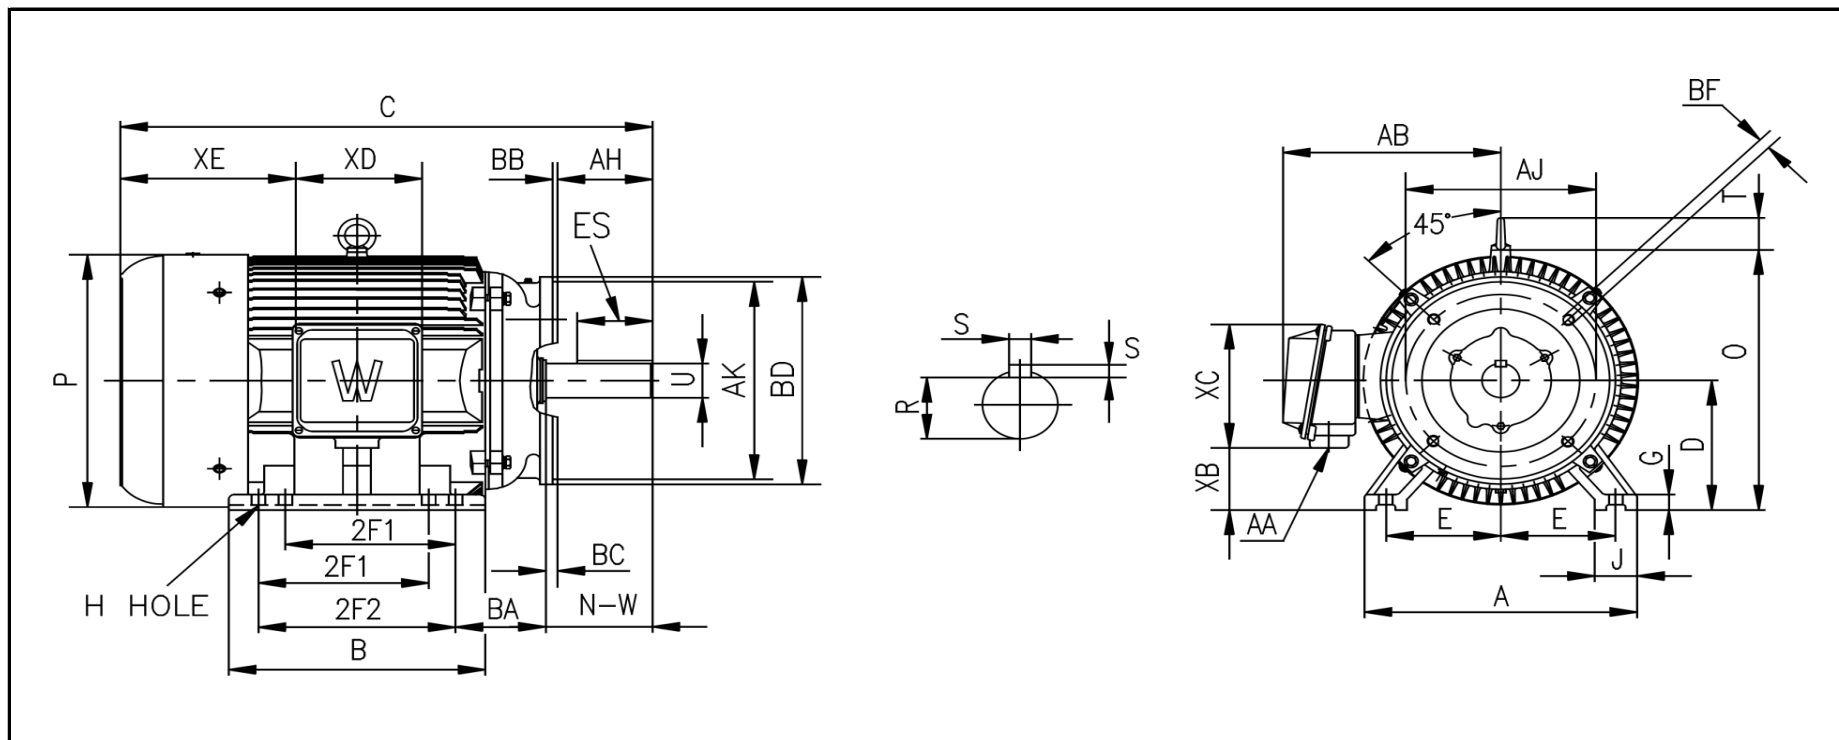 C
XE
XD
BB
AH
ES
P
W
U
AK
BD
2F1
2F1
H HOLE
2F2
BA
BC
N-W
B
S
S
R
BF
AB
AJ
T
45°
XC
O
XB
G
D
AA
E
E
J
A